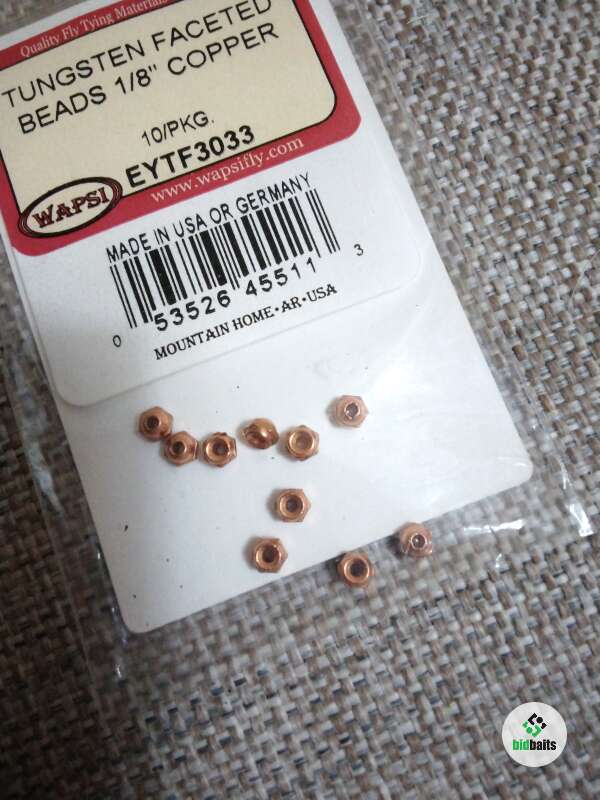 Quality Fly Tying Materials
TUNGSTEN FACETED
BEADS 1/8" COPPER
10/PKG.
EYTF3033
WAPSI
www.wapsifly.com
MADE IN USA OR GERMANY
0 53526 45511 3
MOUNTAIN HOME·AR·USA
bidbaits